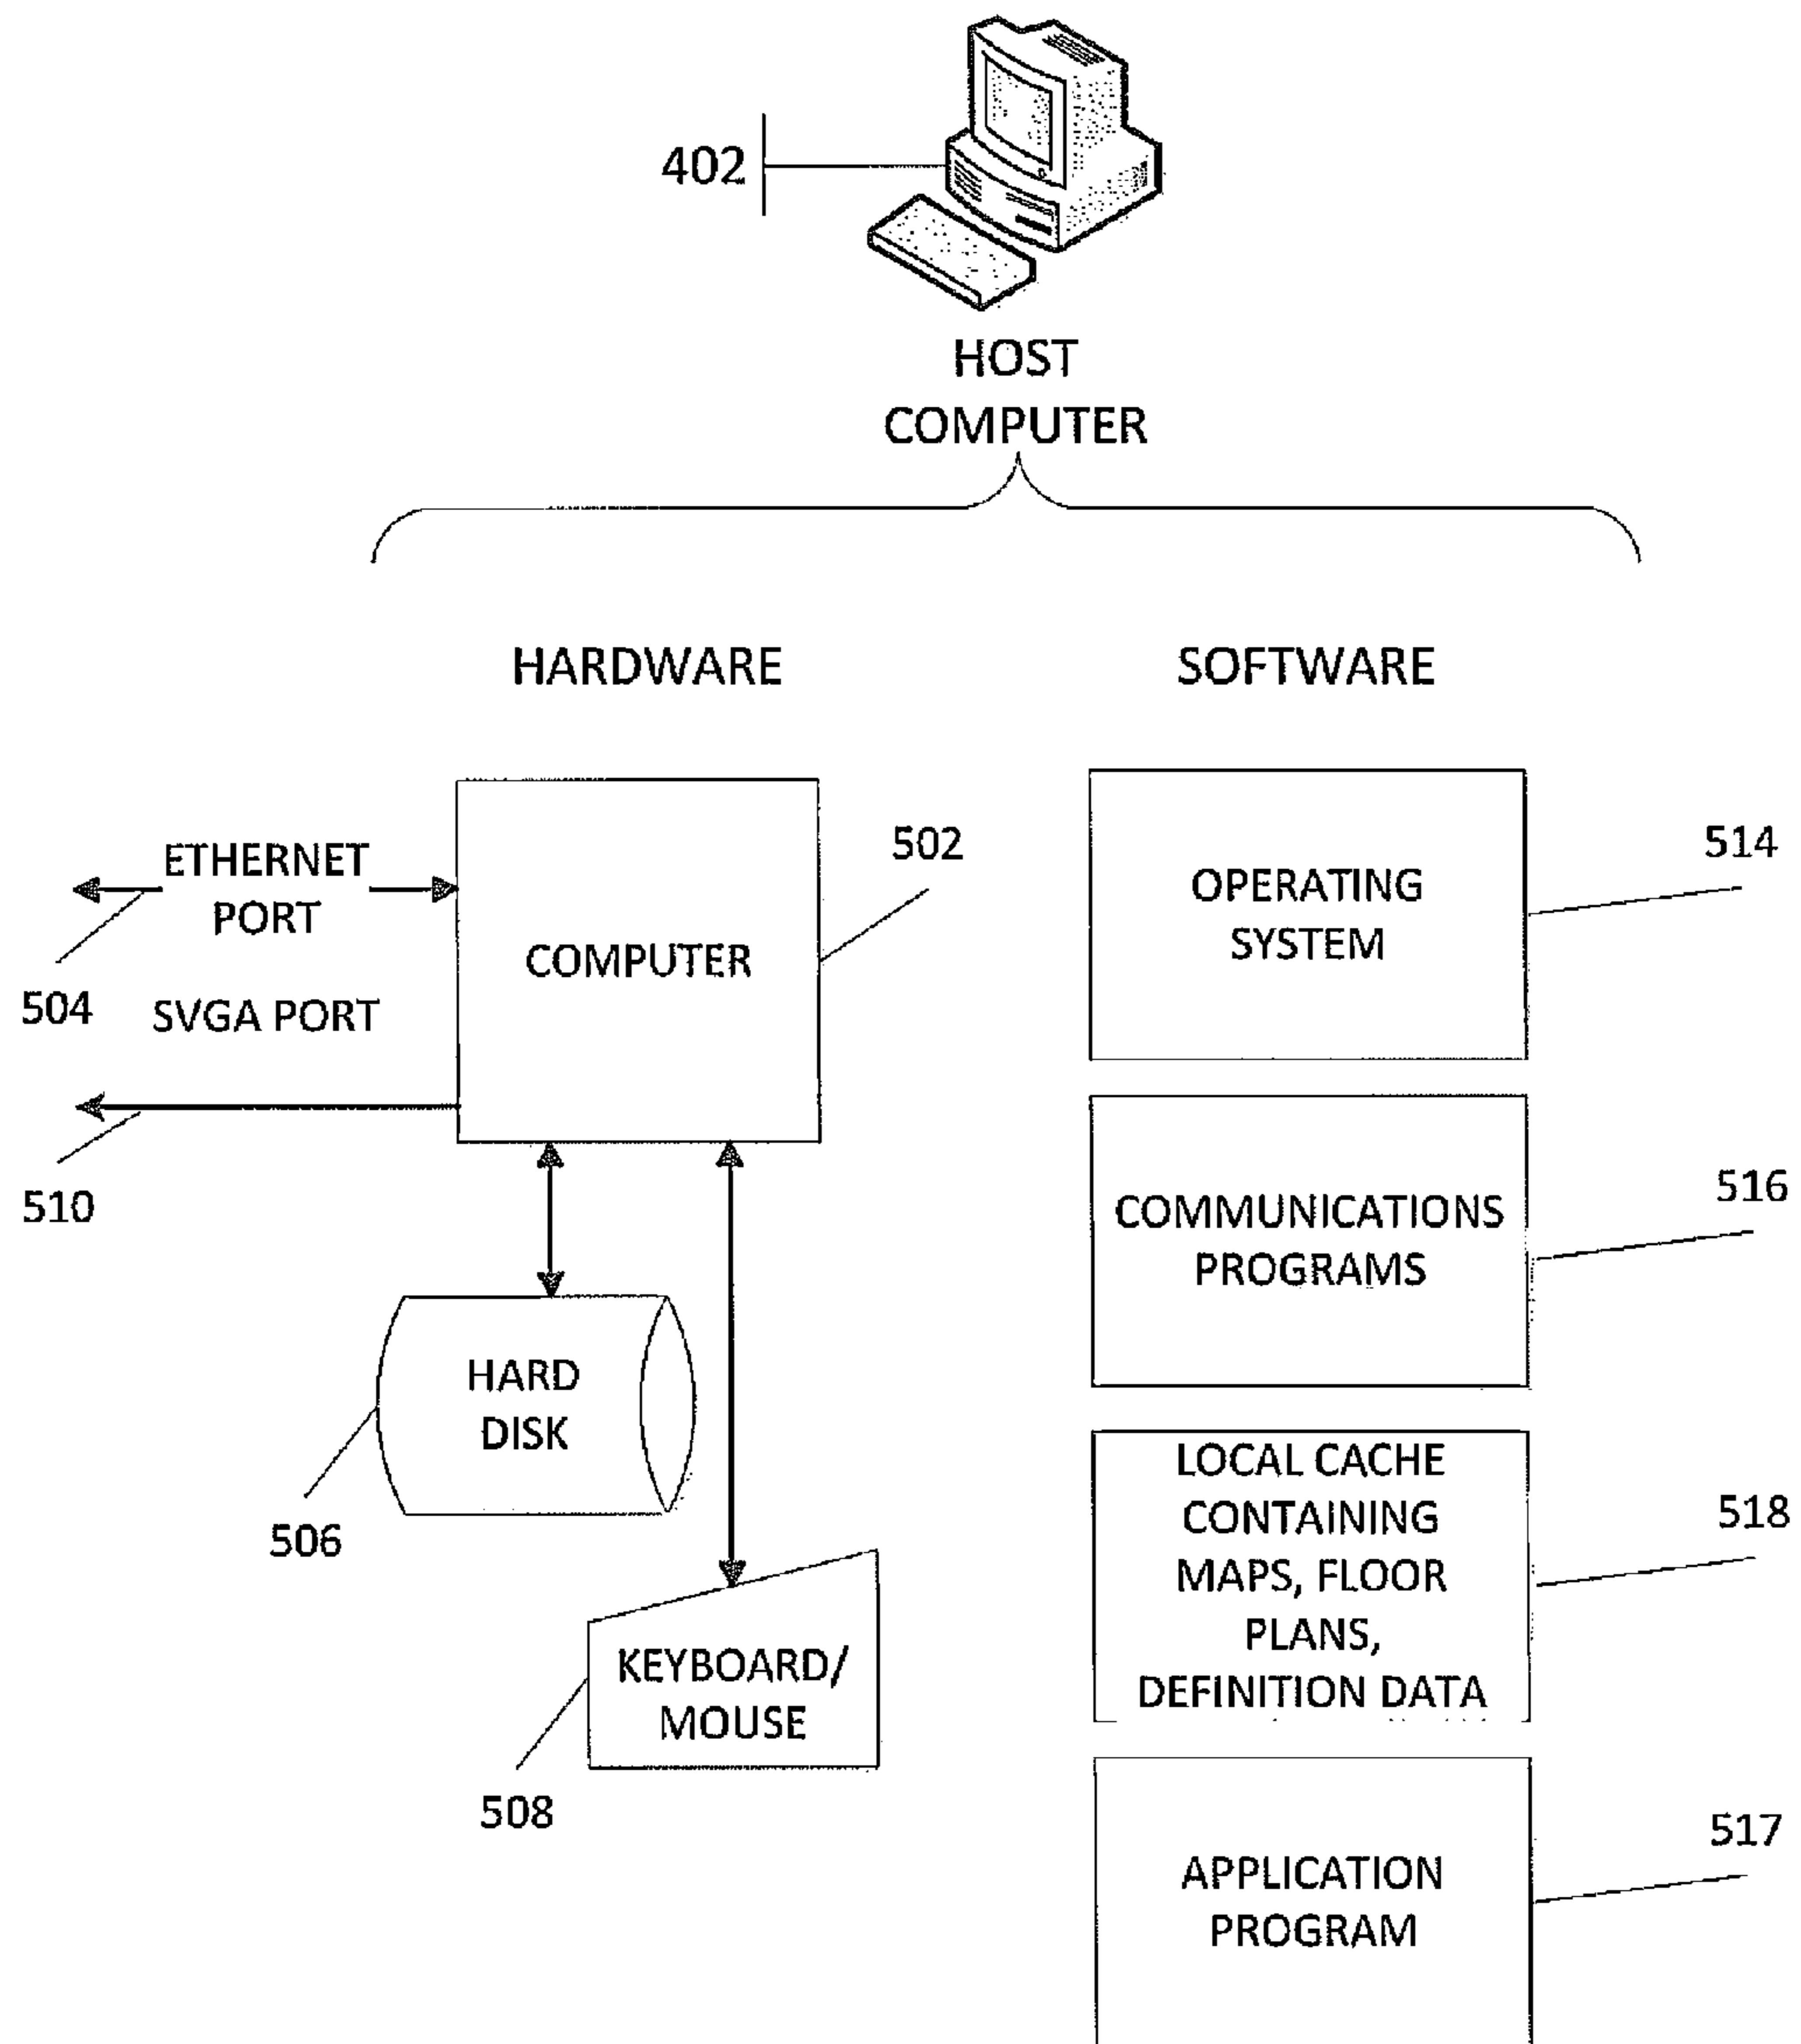 402
HOST
COMPUTER
HARDWARE
SOFTWARE
ETHERNET
PORT
504
SVGA PORT
510
COMPUTER
502
HARD
DISK
506
KEYBOARD/
MOUSE
508
OPERATING
SYSTEM
514
COMMUNICATIONS
PROGRAMS
516
LOCAL CACHE
CONTAINING
MAPS, FLOOR
PLANS,
DEFINITION DATA
518
APPLICATION
PROGRAM
517